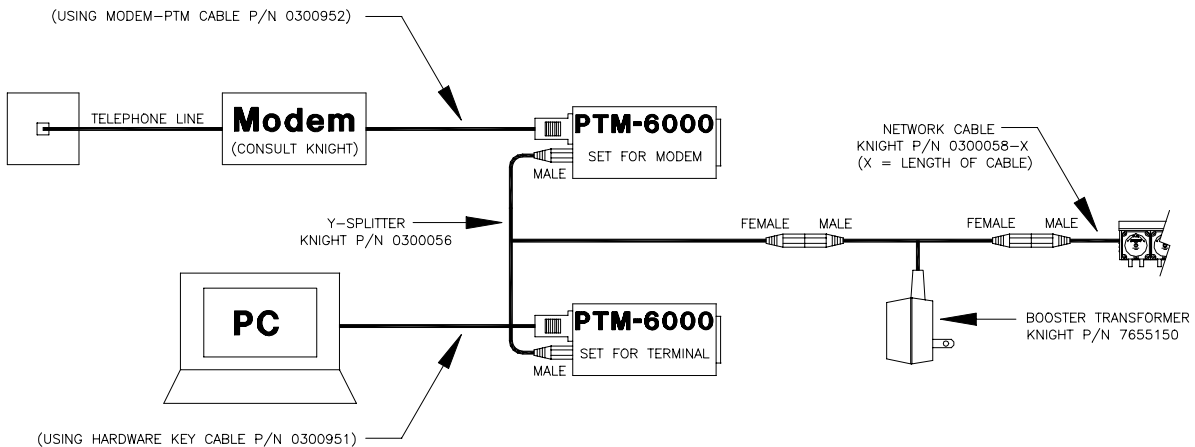 (USING MODEM-PTM CABLE P/N 0300952)
TELEPHONE LINE
Modem
(CONSULT KNIGHT)
PTM-6000
SET FOR MODEM
MALE
NETWORK CABLE
KNIGHT P/N 0300058-X
(X = LENGTH OF CABLE)
Y-SPLITTER
KNIGHT P/N 0300056
FEMALE
MALE
FEMALE
MALE
PC
PTM-6000
SET FOR TERMINAL
MALE
BOOSTER TRANSFORMER
KNIGHT P/N 7655150
(USING HARDWARE KEY CABLE P/N 0300951)